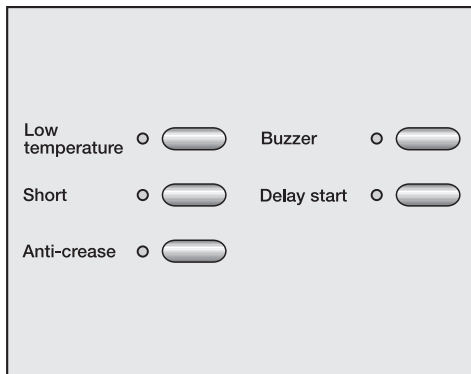 Low
temperature
Buzzer
Short
Delay start
Anti-crease